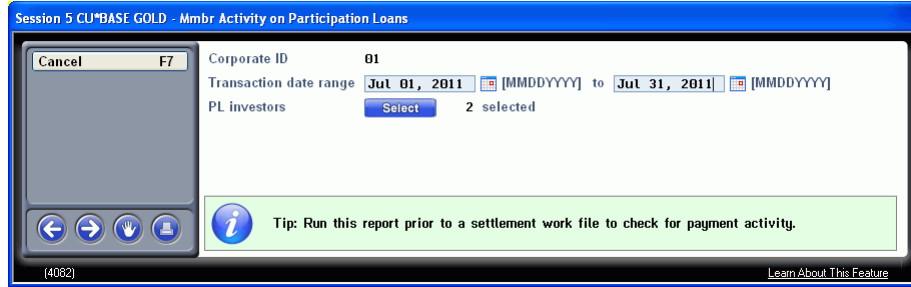 Session 5 CU*BASE GOLD - Mmbr Activity on Participation Loans
Cancel F7
Corporate ID 01
Transaction date range Jul 01, 2011 [MMDDYYYY] to Jul 31, 2011 [MMDDYYYY]
PL investors Select 2 selected
Tip: Run this report prior to a settlement work file to check for payment activity.
(4082) Learn About This Feature